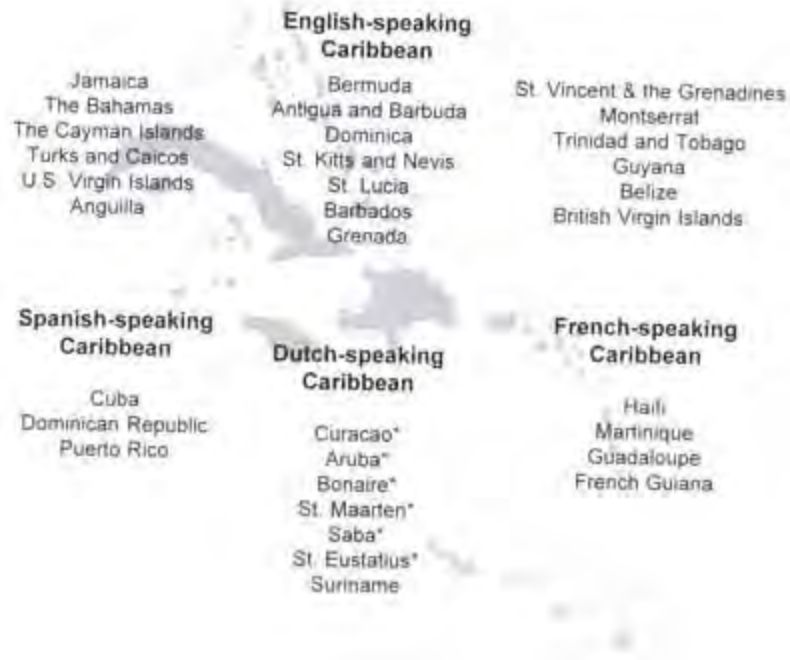 English-speaking
Caribbean
Jamaica
The Bahamas
The Cayman Islands
Turks and Caicos
U.S. Virgin Islands
Anguilla
Bermuda
Antigua and Barbuda
Dominica
St. Kitts and Nevis
St. Lucia
Barbados
Grenada
St. Vincent & the Grenadines
Montserrat
Trinidad and Tobago
Guyana
Belize
British Virgin Islands
Spanish-speaking
Caribbean
Cuba
Dominican Republic
Puerto Rico
Dutch-speaking
Caribbean
Curacao*
Aruba*
Bonaire*
St. Maarten*
Saba*
St. Eustatius*
Suriname
French-speaking
Caribbean
Haiti
Martinique
Guadaloupe
French Guiana